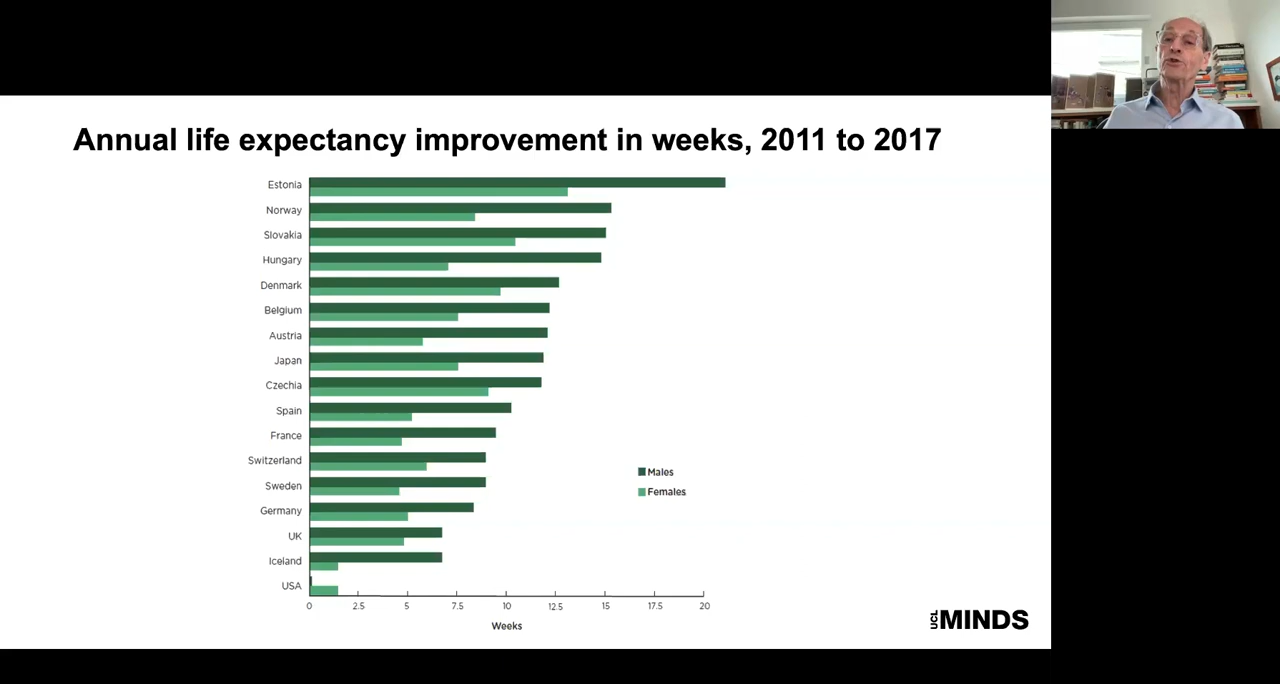 Annual life expectancy improvement in weeks, 2011 to 2017
Estonia
Norway
Slovakia
Hungary
Denmark
Belgium
Austria
Japan
Czechia
Spain
France
Switzerland
Sweden
Germany
UK
Iceland
USA
Males
Females
0 2.5 5 7.5 10 12.5 15 17.5 20
Weeks
UCL MINDS